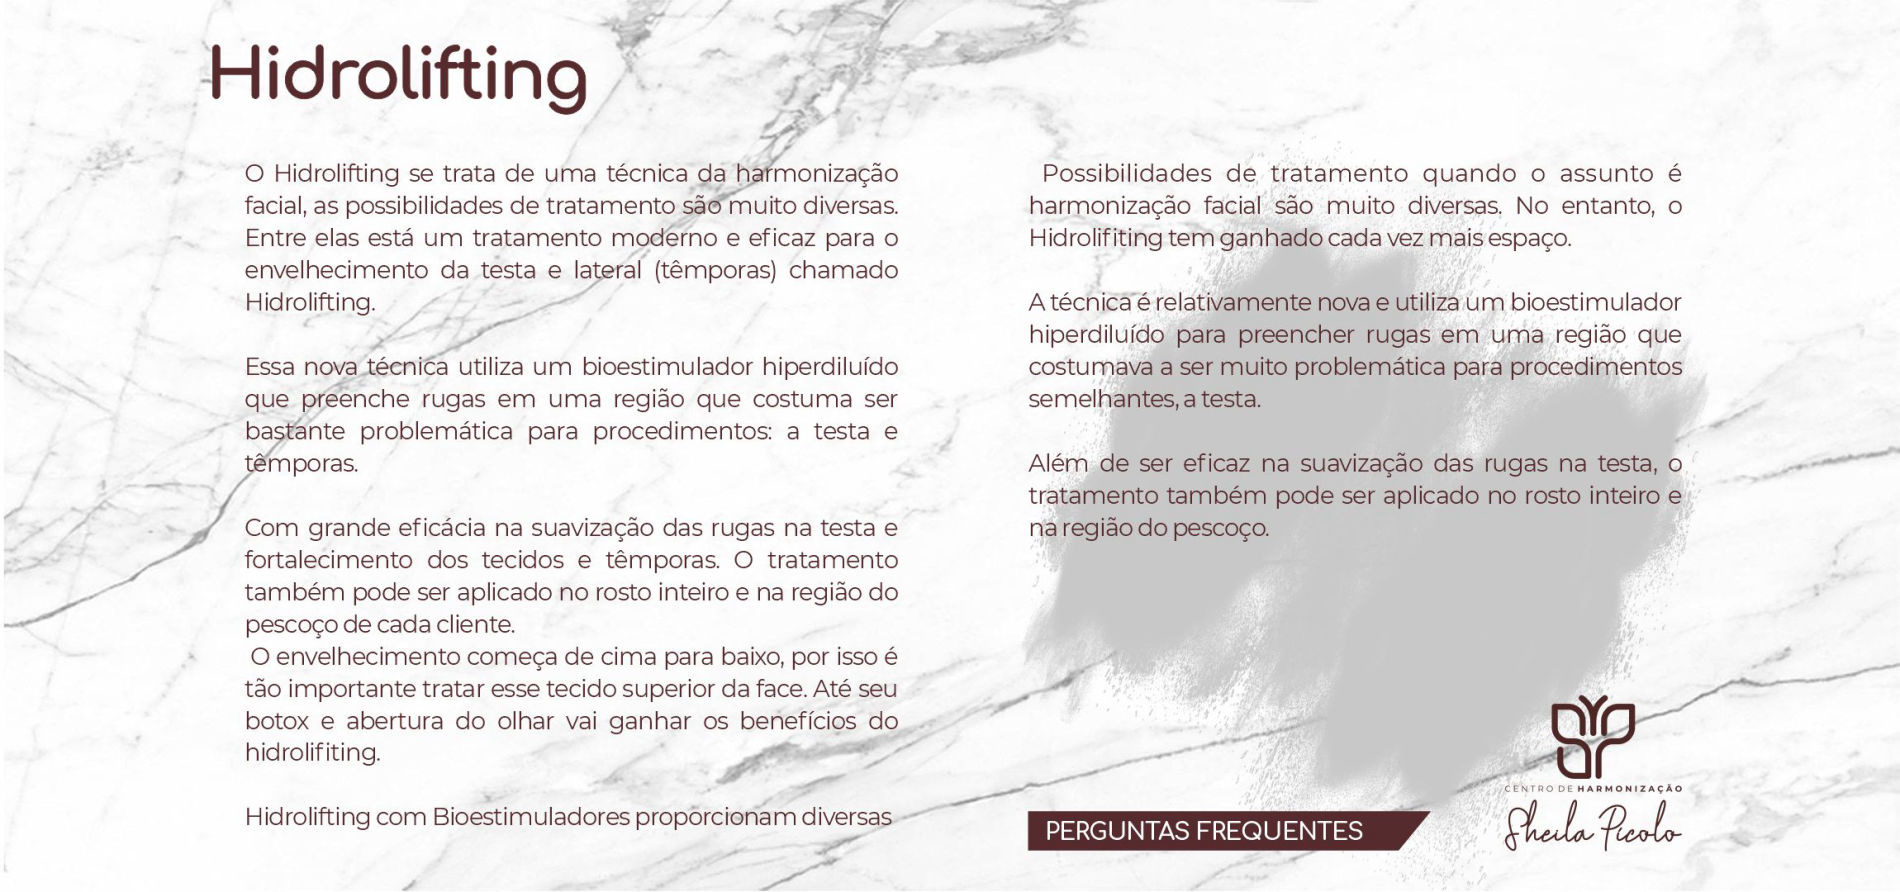 Hidrolifting
O Hidrolifting se trata de uma técnica da harmonização
facial, as possibilidades de tratamento são muito diversas.
Entre elas está um tratamento moderno e eficaz para o
envelhecimento da testa e lateral (têmporas) chamado
Hidrolifting.
Essa nova técnica utiliza um bioestimulador hiperdiluído
que preenche rugas em uma região que costuma ser
bastante problemática para procedimentos: a testa e
têmporas.
Com grande eficácia na suavização das rugas na testa e
fortalecimento dos tecidos e têmporas. O tratamento
também pode ser aplicado no rosto inteiro e na região do
pescoço de cada cliente.
O envelhecimento começa de cima para baixo, por isso é
tão importante tratar esse tecido superior da face. Até seu
botox e abertura do olhar vai ganhar os benefícios do
hidrolifiting.
Hidrolifting com Bioestimuladores proporcionam diversas
Possibilidades de tratamento quando o assunto é
harmonização facial são muito diversas. No entanto, o
Hidrolifiting tem ganhado cada vez mais espaço.
A técnica é relativamente nova e utiliza um bioestimulador
hiperdiluído para preencher rugas em uma região que
costumava a ser muito problemática para procedimentos
semelhantes, a testa.
Além de ser eficaz na suavização das rugas na testa, o
tratamento também pode ser aplicado no rosto inteiro e
na região do pescoço.
PERGUNTAS FREQUENTES
CENTRO DE HARMONIZAÇÃO
Sheila Picolo